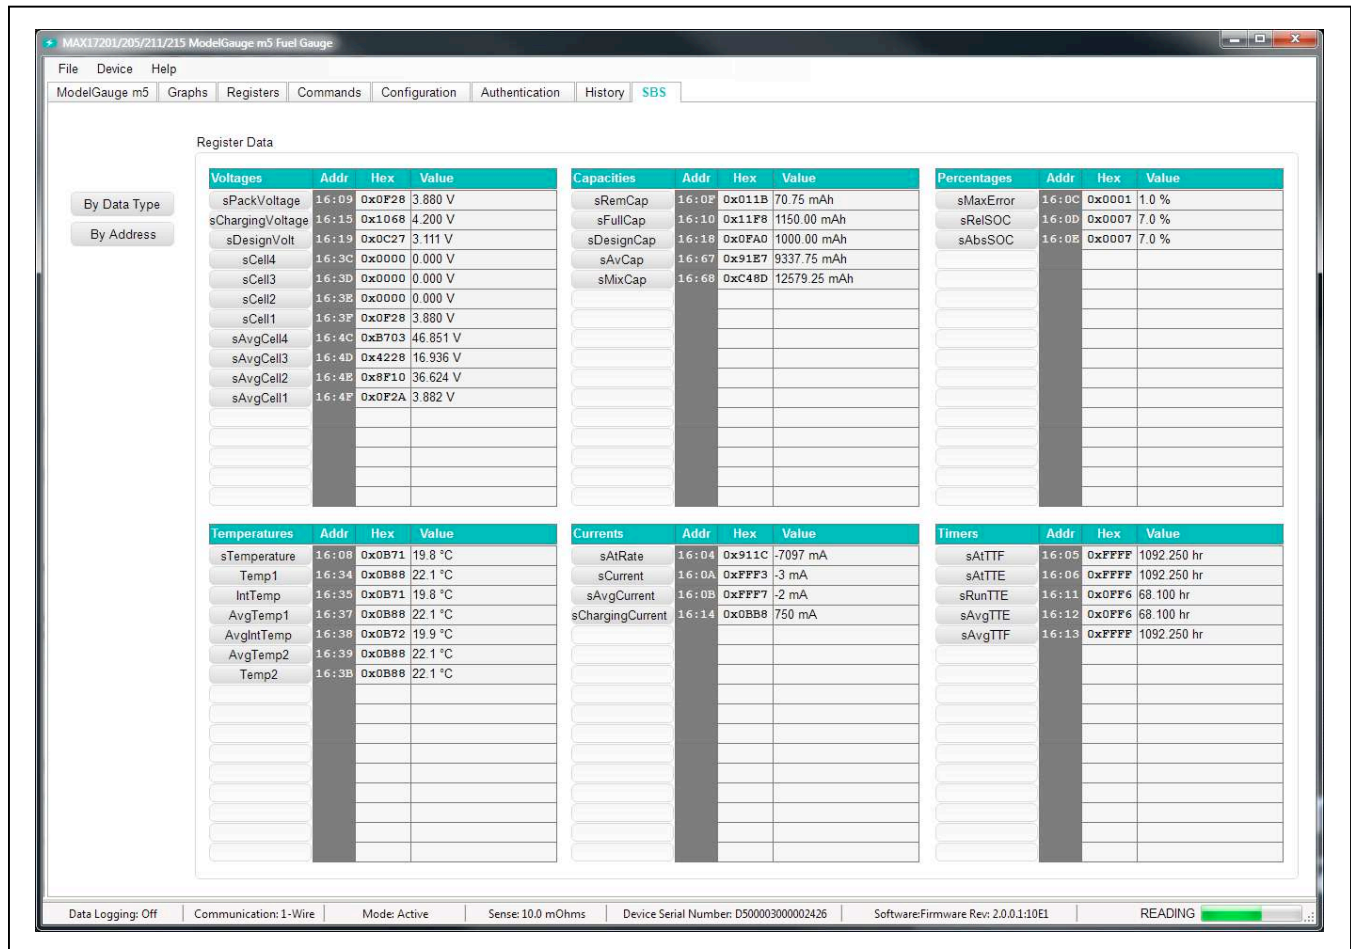 MAX17201/205/211/215 ModelGauge m5 Fuel Gauge
File Device Help
ModelGauge m5 Graphs Registers Commands Configuration Authentication History SBS
Register Data
By Data Type
By Address
Voltages Addr Hex Value
sPackVoltage 16:09 0x0F28 3.880 V
sChargingVoltage 16:15 0x1068 4.200 V
sDesignVolt 16:19 0x0C27 3.111 V
sCell4 16:3C 0x0000 0.000 V
sCell3 16:3D 0x0000 0.000 V
sCell2 16:3E 0x0000 0.000 V
sCell1 16:3F 0x0F28 3.880 V
sAvgCell4 16:4C 0xB703 46.851 V
sAvgCell3 16:4D 0x4228 16.936 V
sAvgCell2 16:4E 0x8F10 36.624 V
sAvgCell1 16:4F 0x0F2A 3.882 V
Capacities Addr Hex Value
sRemCap 16:0F 0x011B 70.75 mAh
sFullCap 16:10 0x11F8 1150.00 mAh
sDesignCap 16:18 0x0FA0 1000.00 mAh
sAvCap 16:67 0x91E7 9337.75 mAh
sMixCap 16:68 0xC48D 12579.25 mAh
Percentages Addr Hex Value
sMaxError 16:0C 0x0001 1.0 %
sRelSOC 16:0D 0x0007 7.0 %
sAbsSOC 16:0E 0x0007 7.0 %
Temperatures Addr Hex Value
sTemperature 16:08 0x0B71 19.8 °C
Temp1 16:34 0x0B88 22.1 °C
IntTemp 16:35 0x0B71 19.8 °C
AvgTemp1 16:37 0x0B88 22.1 °C
AvgIntTemp 16:38 0x0B72 19.9 °C
AvgTemp2 16:39 0x0B88 22.1 °C
Temp2 16:3B 0x0B88 22.1 °C
Currents Addr Hex Value
sAtRate 16:04 0x911C -7097 mA
sCurrent 16:0A 0xFFF3 -3 mA
sAvgCurrent 16:0B 0xFFF7 -2 mA
sChargingCurrent 16:14 0x0BB8 750 mA
Timers Addr Hex Value
sAtTTF 16:05 0xFFFF 1092.250 hr
sAtTTE 16:06 0xFFFF 1092.250 hr
sRunTTE 16:11 0x0FF6 68.100 hr
sAvgTTE 16:12 0x0FF6 68.100 hr
sAvgTTF 16:13 0xFFFF 1092.250 hr
Data Logging: Off Communication: 1-Wire Mode: Active Sense: 10.0 mOhms Device Serial Number: D500003000002426 Software:Firmware Rev: 2.0.0.1:10E1 READING